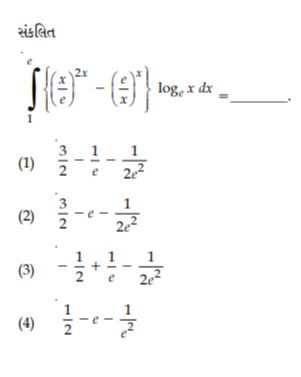 સંકલિત
∫₁ᵉ {(x/e)^{2x} − (e/x)^x} logₑ x dx = ________.
(1) 3/2 − 1/e − 1/(2e²)
(2) 3/2 − e − 1/(2e²)
(3) − 1/2 + 1/e − 1/(2e²)
(4) 1/2 − e − 1/e²